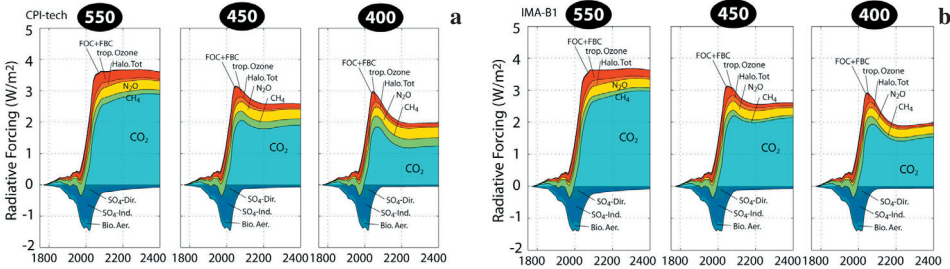 CPI-tech 550 450 400 a
Radiative Forcing (W/m2)
5
4
3
2
1
0
-1
-2
FOC+FBC
trop. Ozone
Halo.Tot
N₂O
CH₄
CO₂
SO₄-Dir.
SO₄-Ind.
Bio. Aer.
1800 2000 2200 2400
FOC+FBC
trop. Ozone
Halo. Tot
N₂O
CH₄
CO₂
SO₄-Dir.
SO₄-Ind.
Bio. Aer.
1800 2000 2200 2400
FOC+FBC
trop. Ozone
Halo. Tot
N₂O
CH₄
CO₂
SO₄-Dir.
SO₄-Ind.
Bio. Aer.
1800 2000 2200 2400
IMA-B1 550 450 400 b
Radiative Forcing (W/m2)
5
4
3
2
1
0
-1
-2
FOC+FBC
trop. Ozone
Halo.Tot
N₂O
CH₄
CO₂
SO₄-Dir.
SO₄-Ind.
Bio. Aer.
1800 2000 2200 2400
FOC+FBC
trop. Ozone
Halo. Tot
N₂O
CH₄
CO₂
SO₄-Dir.
SO₄-Ind.
Bio. Aer.
1800 2000 2200 2400
FOC+FBC
trop. Ozone
Halo. Tot
N₂O
CH₄
CO₂
SO₄-Dir.
SO₄-Ind.
Bio. Aer.
1800 2000 2200 2400